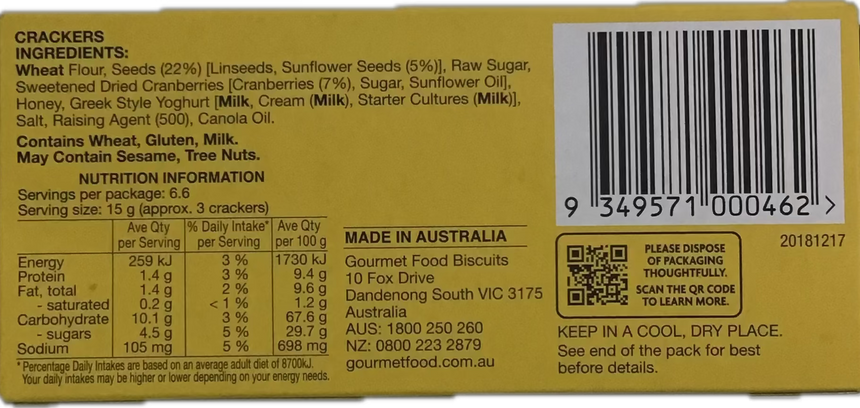 CRACKERS
INGREDIENTS:
Wheat Flour, Seeds (22%) [Linseeds, Sunflower Seeds (5%)], Raw Sugar,
Sweetened Dried Cranberries [Cranberries (7%), Sugar, Sunflower Oil],
Honey, Greek Style Yoghurt [Milk, Cream (Milk), Starter Cultures (Milk)],
Salt, Raising Agent (500), Canola Oil.
Contains Wheat, Gluten, Milk.
May Contain Sesame, Tree Nuts.
NUTRITION INFORMATION
Servings per package: 6.6
Serving size: 15 g (approx. 3 crackers)
Ave Qty per Serving % Daily Intake* per Serving Ave Qty per 100 g
Energy 259 kJ 3 % 1730 kJ
Protein 1.4 g 3 % 9.4 g
Fat, total 1.4 g 2 % 9.6 g
- saturated 0.2 g < 1 % 1.2 g
Carbohydrate 10.1 g 3 % 67.6 g
- sugars 4.5 g 5 % 29.7 g
Sodium 105 mg 5 % 698 mg
* Percentage Daily Intakes are based on an average adult diet of 8700kJ.
Your daily intakes may be higher or lower depending on your energy needs.
MADE IN AUSTRALIA
Gourmet Food Biscuits
10 Fox Drive
Dandenong South VIC 3175
Australia
AUS: 1800 250 260
NZ: 0800 223 2879
gourmetfood.com.au
9 349571 000462 >
20181217
PLEASE DISPOSE
OF PACKAGING
THOUGHTFULLY.
SCAN THE QR CODE
TO LEARN MORE.
KEEP IN A COOL, DRY PLACE.
See end of the pack for best
before details.